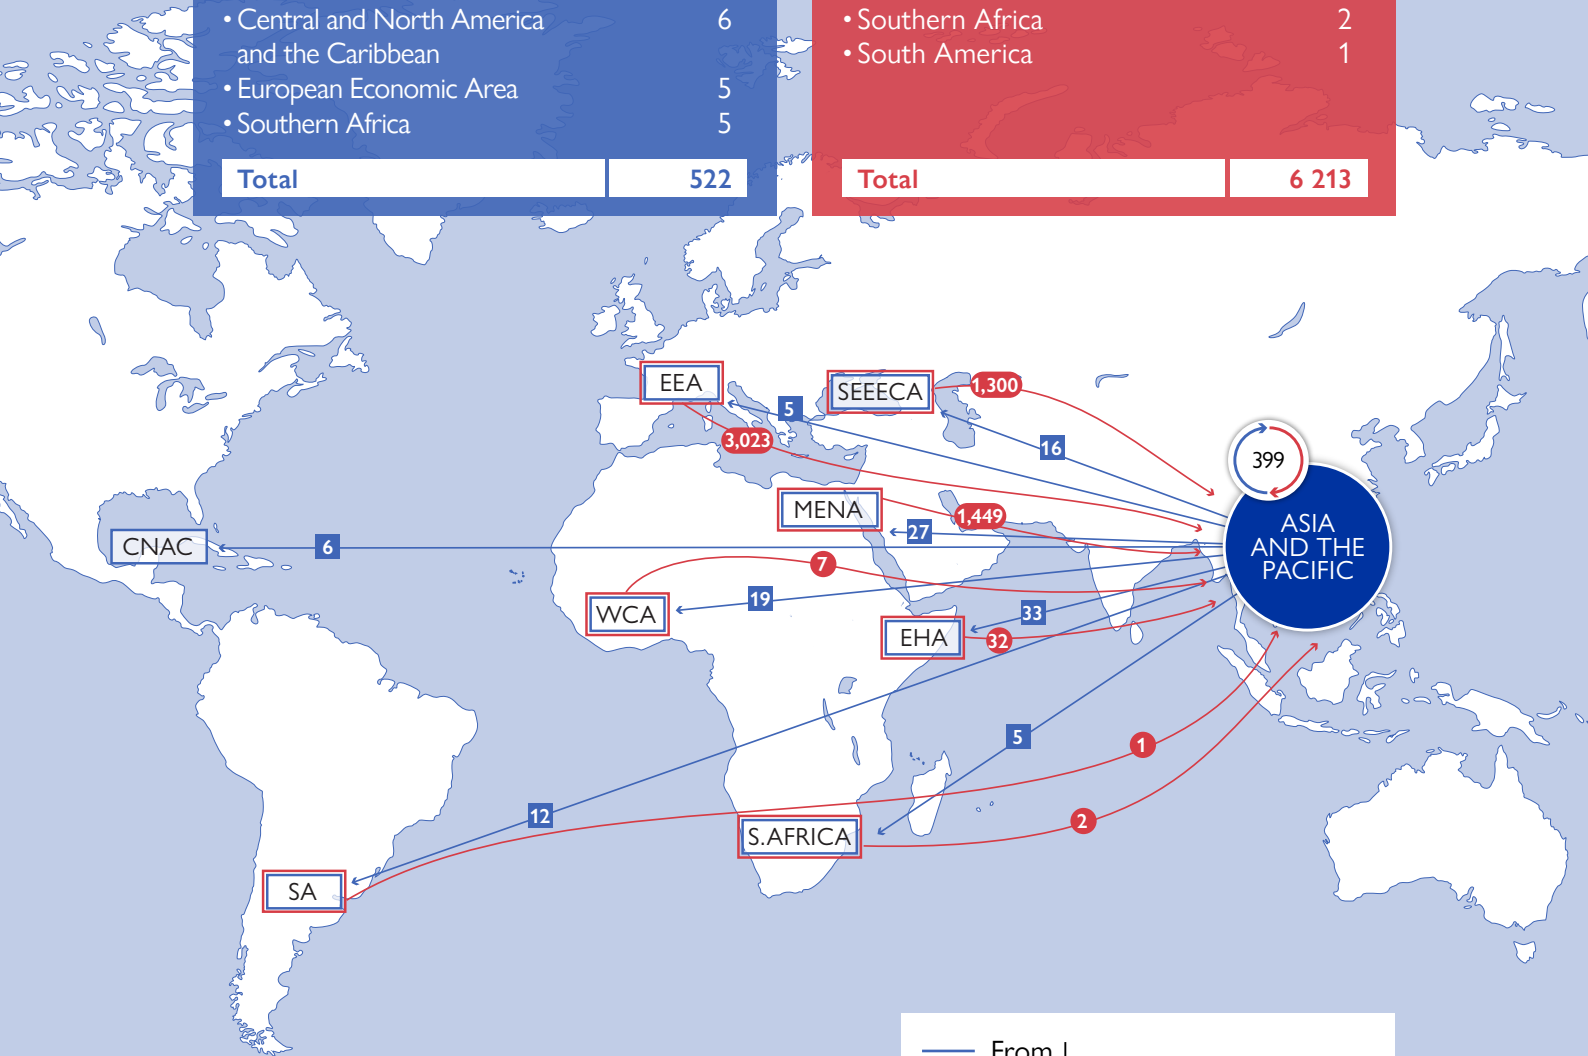 • Central and North America 6
and the Caribbean
• European Economic Area 5
• Southern Africa 5
Total 522
• Southern Africa 2
• South America 1
Total 6 213
EEA
SEEECA
1,300
5
3,023
16
399
MENA
1,449
27
ASIA
AND THE
PACIFIC
CNAC
6
7
19
WCA
33
EHA
32
5
1
12
2
S.AFRICA
SA
From